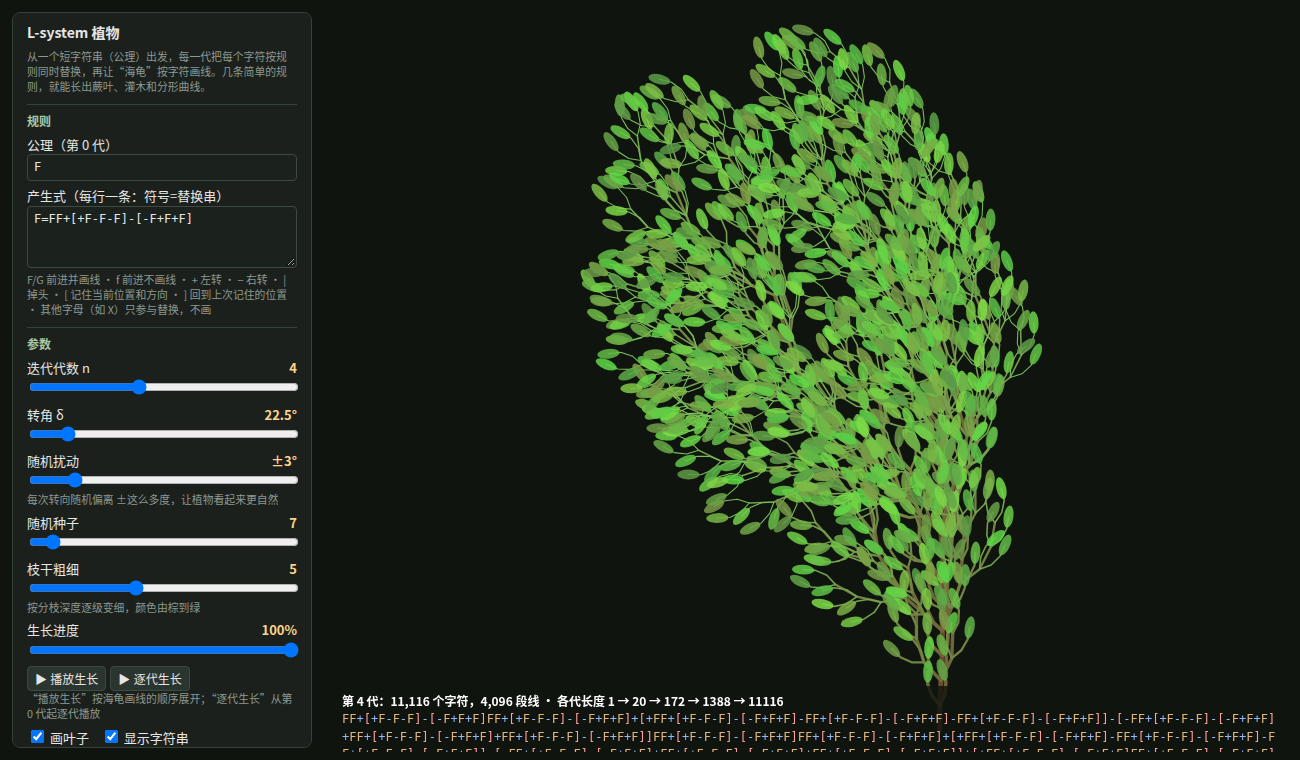 L-system 植物
从一个短字符串（公理）出发，每一代把每个字符按规
则同时替换，再让“海龟”按字符画线。几条简单的规
则，就能长出蕨叶、灌木和分形曲线。
规则
公理（第 0 代）
F
产生式（每行一条：符号=替换串）
F=FF+[+F-F-F]-[-F+F+F]
F/G 前进并画线 · f 前进不画线 · + 左转 · − 右转 · |
掉头 · [ 记住当前位置和方向 · ] 回到上次记住的位置
· 其他字母（如 X）只参与替换，不画
参数
迭代代数 n 4
转角 δ 22.5°
随机扰动 ±3°
每次转向随机偏离 ±这么多度，让植物看起来更自然
随机种子 7
枝干粗细 5
按分枝深度逐级变细，颜色由棕到绿
生长进度 100%
▶ 播放生长 ▶ 逐代生长
“播放生长”按海龟画线的顺序展开；“逐代生长”从第
0 代起逐代播放
画叶子 显示字符串
第 4 代：11,116 个字符，4,096 段线 · 各代长度 1 → 20 → 172 → 1388 → 11116
FF+[+F-F-F]-[-F+F+F]FF+[+F-F-F]-[-F+F+F]+[+FF+[+F-F-F]-[-F+F+F]-FF+[+F-F-F]-[-F+F+F]-FF+[+F-F-F]-[-F+F+F]]-[-FF+[+F-F-F]-[-F+F+F]
+FF+[+F-F-F]-[-F+F+F]+FF+[+F-F-F]-[-F+F+F]]FF+[+F-F-F]-[-F+F+F]FF+[+F-F-F]-[-F+F+F]+[+FF+[+F-F-F]-[-F+F+F]-FF+[+F-F-F]-[-F+F+F]-F